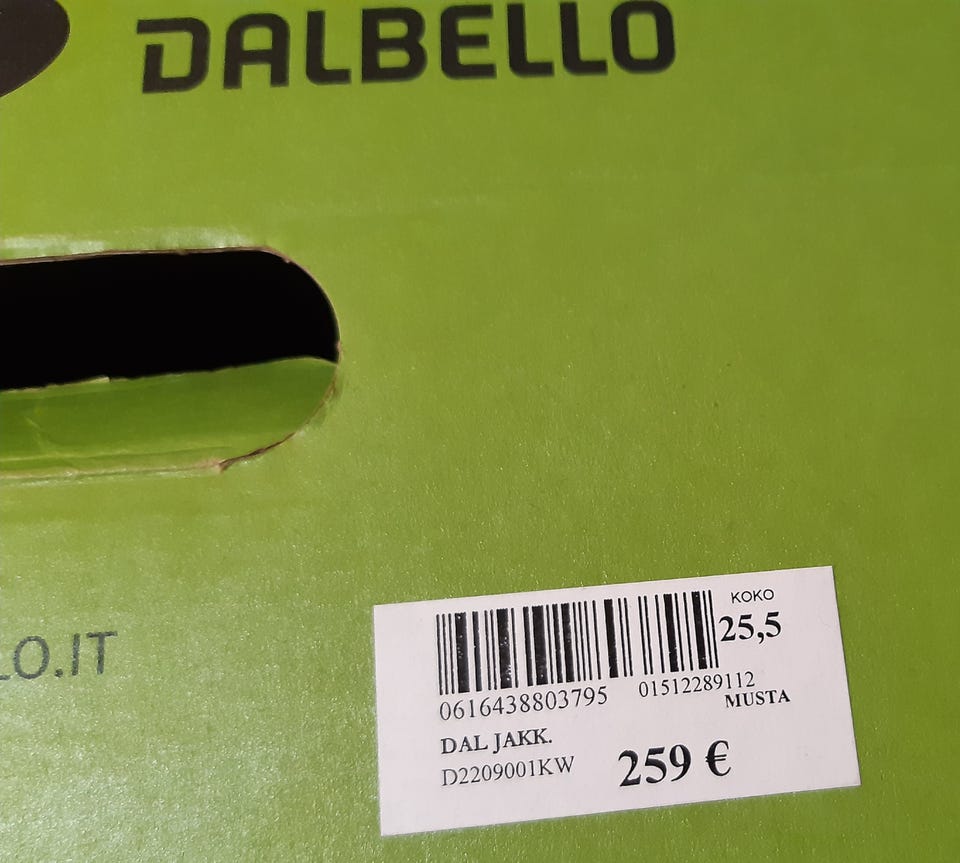 DALBELLO
LO.IT
KOKO
25,5
0616438803795 01512289112
MUSTA
DAL JAKK.
D2209001KW
259 €